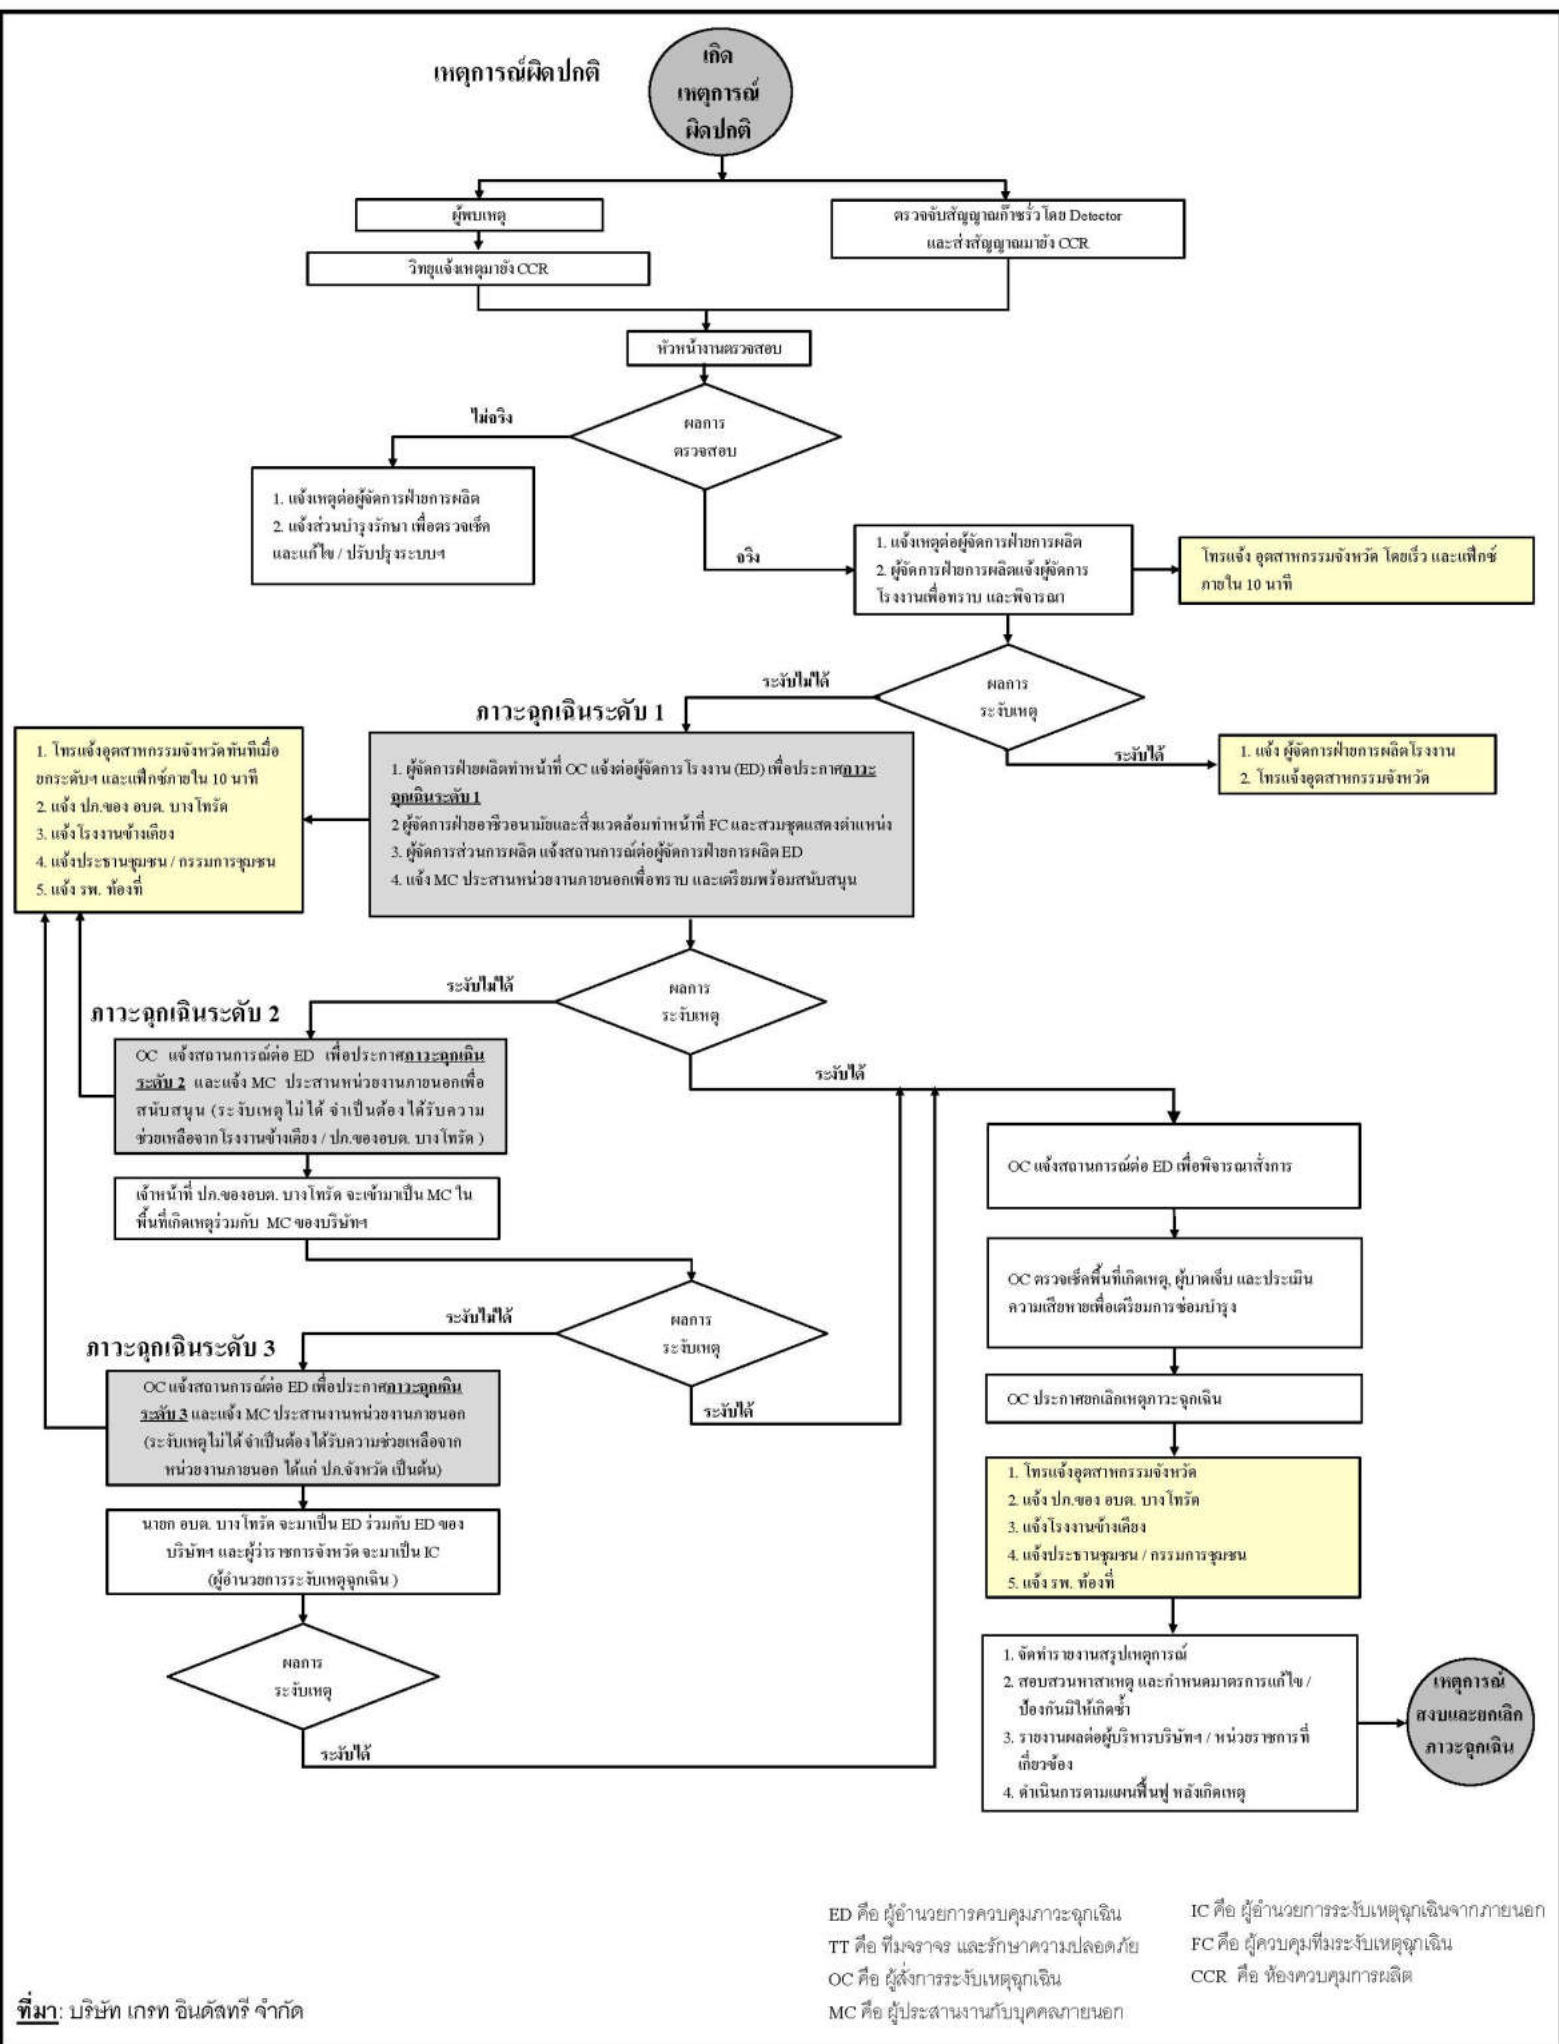 เหตุการณ์ผิดปกติ
เกิด
เหตุการณ์
ผิดปกติ
ผู้พบเหตุ
วิทยุแจ้งเหตุมายัง CCR
ตรวจจับสัญญาณก๊าซรั่วโดย Detector
และส่งสัญญาณมายัง CCR
หัวหน้างานตรวจสอบ
ผลการ
ตรวจสอบ
ไม่จริง
1. แจ้งเหตุต่อผู้จัดการฝ่ายการผลิต
2. แจ้งส่วนบำรุงรักษา เพื่อตรวจเช็ค
และแก้ไข / ปรับปรุงระบบฯ
จริง
1. แจ้งเหตุต่อผู้จัดการฝ่ายการผลิต
2. ผู้จัดการฝ่ายการผลิตแจ้งผู้จัดการ
โรงงานเพื่อทราบ และพิจารณา
โทรแจ้ง อุตสาหกรรมจังหวัด โดยเร็ว และแฟ็กซ์
ภายใน 10 นาที
ผลการ
ระงับเหตุ
ระงับไม่ได้
ระงับได้
1. แจ้ง ผู้จัดการฝ่ายการผลิตโรงงาน
2. โทรแจ้งอุตสาหกรรมจังหวัด
ภาวะฉุกเฉินระดับ 1
1. ผู้จัดการฝ่ายผลิตทำหน้าที่ OC แจ้งต่อผู้จัดการโรงงาน (ED) เพื่อประกาศภาวะ
ฉุกเฉินระดับ 1
2 ผู้จัดการฝ่ายอาชีวอนามัยและสิ่งแวดล้อมทำหน้าที่ FC และสวมชุดแสดงตำแหน่ง
3. ผู้จัดการส่วนการผลิต แจ้งสถานการณ์ต่อผู้จัดการฝ่ายการผลิต ED
4. แจ้ง MC ประสานหน่วยงานภายนอกเพื่อทราบ และเตรียมพร้อมสนับสนุน
1. โทรแจ้งอุตสาหกรรมจังหวัดทันทีเมื่อ
ยกระดับฯ และแฟ็กซ์ภายใน 10 นาที
2. แจ้ง ปภ.ของ อบต. บางโทรัด
3. แจ้งโรงงานข้างเคียง
4. แจ้งประธานชุมชน / กรรมการชุมชน
5. แจ้ง รพ. ท้องที่
ผลการ
ระงับเหตุ
ระงับไม่ได้
ระงับได้
ภาวะฉุกเฉินระดับ 2
OC แจ้งสถานการณ์ต่อ ED เพื่อประกาศภาวะฉุกเฉิน
ระดับ 2 และแจ้ง MC ประสานหน่วยงานภายนอกเพื่อ
สนับสนุน (ระงับเหตุไม่ได้ จำเป็นต้องได้รับความ
ช่วยเหลือจากโรงงานข้างเคียง / ปภ.ของอบต. บางโทรัด )
เจ้าหน้าที่ ปภ.ของอบต. บางโทรัด จะเข้ามาเป็น MC ใน
พื้นที่เกิดเหตุร่วมกับ MC ของบริษัทฯ
ผลการ
ระงับเหตุ
ระงับไม่ได้
ระงับได้
ภาวะฉุกเฉินระดับ 3
OC แจ้งสถานการณ์ต่อ ED เพื่อประกาศภาวะฉุกเฉิน
ระดับ 3 และแจ้ง MC ประสานงานหน่วยงานภายนอก
(ระงับเหตุไม่ได้ จำเป็นต้องได้รับความช่วยเหลือจาก
หน่วยงานภายนอก ได้แก่ ปภ.จังหวัด เป็นต้น)
นายก อบต. บางโทรัด จะมาเป็น ED ร่วมกับ ED ของ
บริษัทฯ และผู้ว่าราชการจังหวัด จะมาเป็น IC
(ผู้อำนวยการระงับเหตุฉุกเฉิน )
ผลการ
ระงับเหตุ
ระงับได้
OC แจ้งสถานการณ์ต่อ ED เพื่อพิจารณาสั่งการ
OC ตรวจเช็คพื้นที่เกิดเหตุ, ผู้บาดเจ็บ และประเมิน
ความเสียหายเพื่อเตรียมการซ่อมบำรุง
OC ประกาศยกเลิกเหตุภาวะฉุกเฉิน
1. โทรแจ้งอุตสาหกรรมจังหวัด
2. แจ้ง ปภ.ของ อบต. บางโทรัด
3. แจ้งโรงงานข้างเคียง
4. แจ้งประธานชุมชน / กรรมการชุมชน
5. แจ้ง รพ. ท้องที่
1. จัดทำรายงานสรุปเหตุการณ์
2. สอบสวนหาสาเหตุ และกำหนดมาตรการแก้ไข /
ป้องกันมิให้เกิดซ้ำ
3. รายงานผลต่อผู้บริหารบริษัทฯ / หน่วยราชการที่
เกี่ยวข้อง
4. ดำเนินการตามแผนฟื้นฟู หลังเกิดเหตุ
เหตุการณ์
สงบและยกเลิก
ภาวะฉุกเฉิน
ED คือ ผู้อำนวยการควบคุมภาวะฉุกเฉิน
TT คือ ทีมจราจร และรักษาความปลอดภัย
OC คือ ผู้สั่งการระงับเหตุฉุกเฉิน
MC คือ ผู้ประสานงานกับบุคคลภายนอก
IC คือ ผู้อำนวยการระงับเหตุฉุกเฉินจากภายนอก
FC คือ ผู้ควบคุมทีมระงับเหตุฉุกเฉิน
CCR คือ ห้องควบคุมการผลิต
ที่มา: บริษัท เกรท อินดัสทรี จำกัด